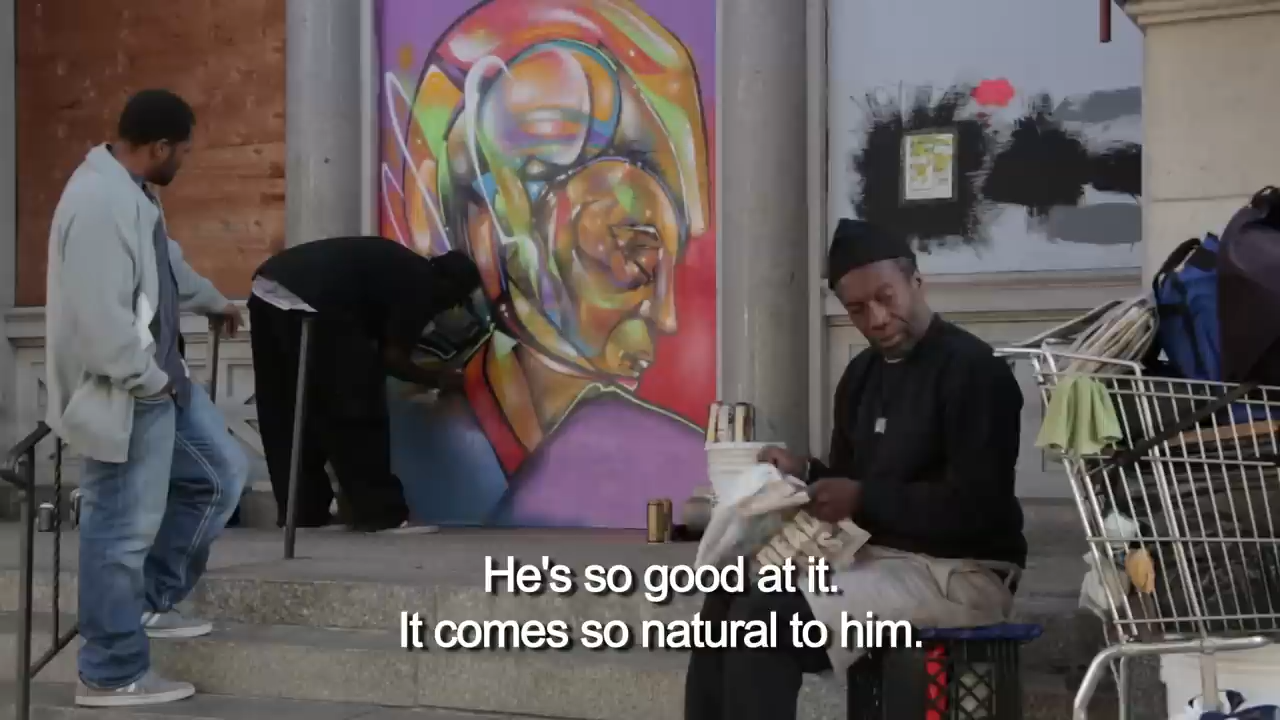 He's so good at it.
It comes so natural to him.